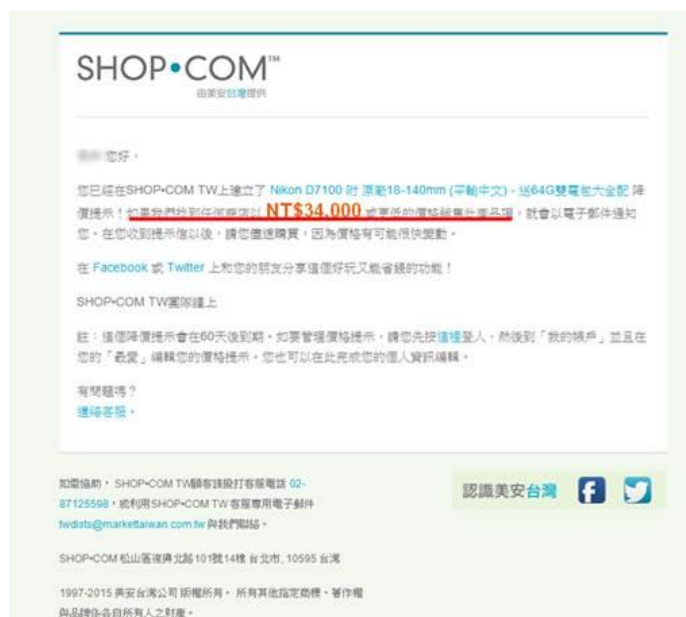 SHOP•COM™
由美安台灣提供
您好，
您已經在SHOP•COM TW上建立了 Nikon D7100 附 原廠18-140mm (平輸中文) - 送64G雙電包大全配 降
價提示！如果我們找到任何商店以 NT$34,000 或更低的價格銷售此產品項，就會以電子郵件通知
您。在您收到提示信以後，請您儘速購買，因為價格有可能很快變動。
在 Facebook 或 Twitter 上和您的朋友分享這個好玩又能省錢的功能！
SHOP•COM TW團隊謹上
註：這個降價提示會在60天後到期。如要管理價格提示，請您先按這裡登入，然後到「我的帳戶」並且在
您的「最愛」編輯您的價格提示。您也可以在此完成您的個人資訊編輯。
有問題嗎？
連絡客服。
如需協助， SHOP•COM TW顧客請撥打客服電話 02-
87125598，或利用SHOP•COM TW 客服專用電子郵件
twdists@markettaiwan.com.tw 與我們聯絡。
認識美安台灣
SHOP•COM 松山區復興北路101號14樓 台北市, 10595 台灣
1997-2015 美安台灣公司 版權所有。 所有其他指定商標、著作權
與品牌係各自所有人之財產。